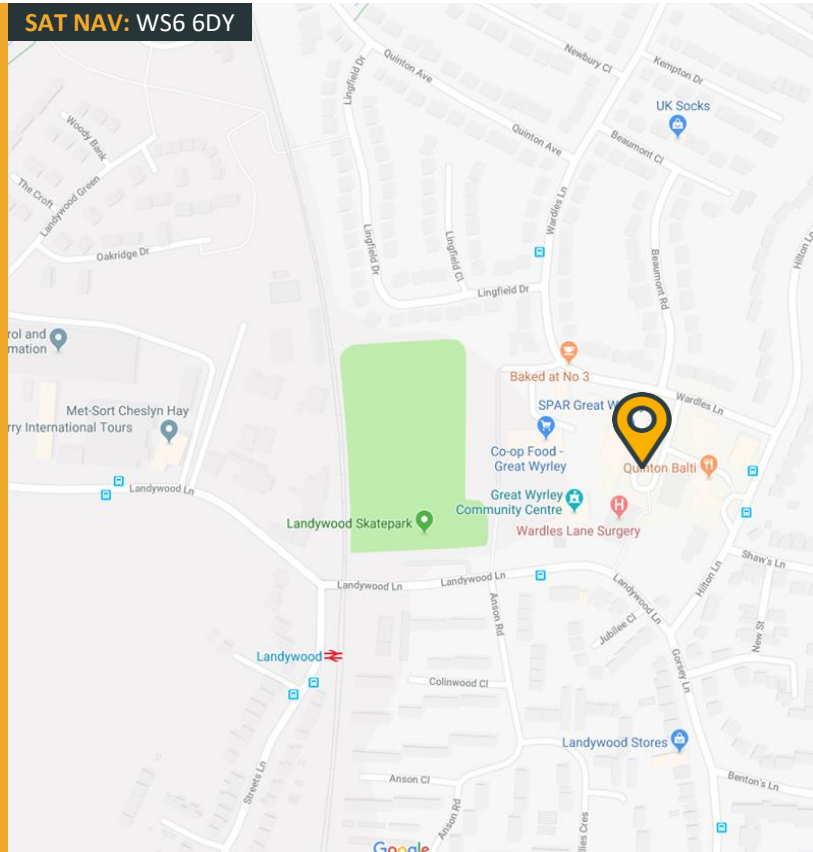 SAT NAV: WS6 6DY
Newbury Cl
Kempton Dr
Quinton Ave
Lingfield Dr
UK Socks
Quinton Ave
Beaumont Cl
Woody Bank
The Croft
Landywood Green
Wardles Ln
Lingfield Cl
Lingfield Dr
Oakridge Dr
Beaumont Rd
Hilton Ln
Lingfield Dr
rol and
mation
Baked at No 3
Wardles Ln
SPAR Great
Met-Sort Cheslyn Hay
rry International Tours
Co-op Food -
Great Wyrley
Quinton Balti
Landywood Ln
Great Wyrley
Community Centre
Landywood Skatepark
Wardles Lane Surgery
Shaw's Ln
Landywood Ln
Landywood Ln
Landywood Ln
Hilton Ln
Anson Rd
Jubilee Cl
New St
Landywood
Gorsey Ln
Colinwood Cl
Landywood Stores
Streets Ln
Anson Cl
Benton's Ln
Anson Rd
llies Cres
Google